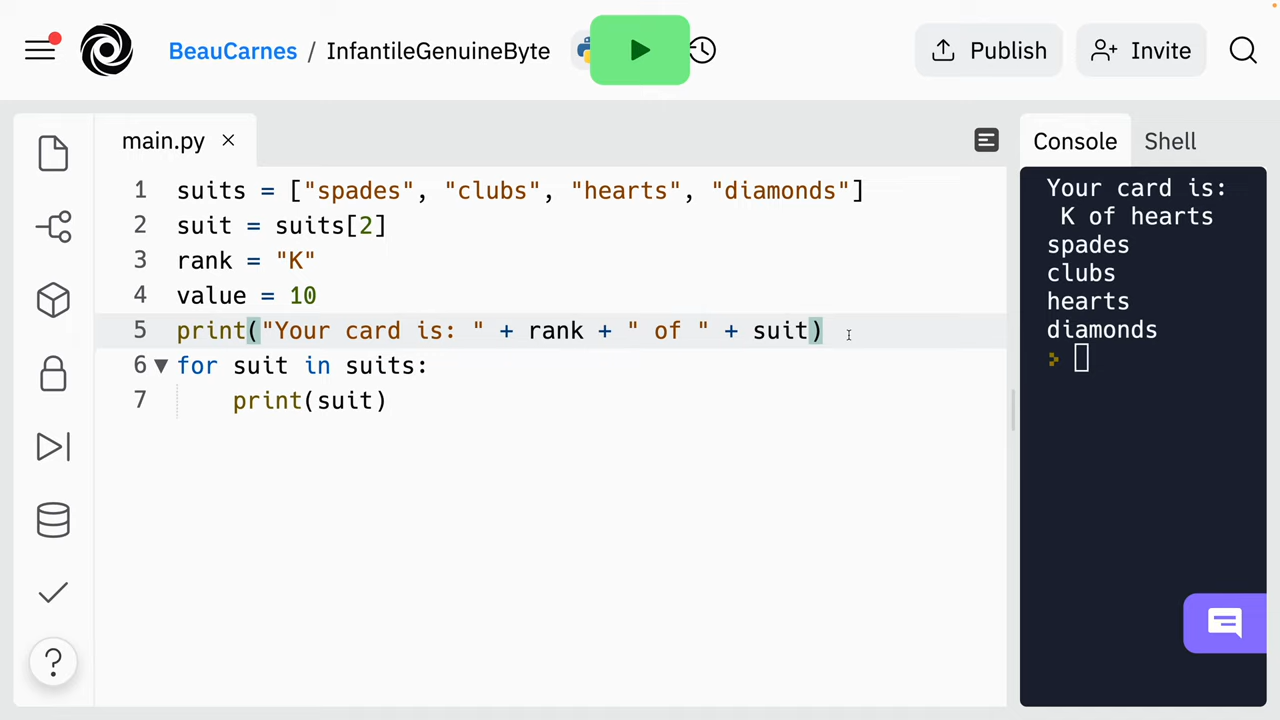 BeauCarnes / InfantileGenuineByte
Publish
Invite
main.py ×
1 suits = ["spades", "clubs", "hearts", "diamonds"]
2 suit = suits[2]
3 rank = "K"
4 value = 10
5 print("Your card is: " + rank + " of " + suit)
6 for suit in suits:
7 print(suit)
?
Console Shell
Your card is:
K of hearts
spades
clubs
hearts
diamonds
>